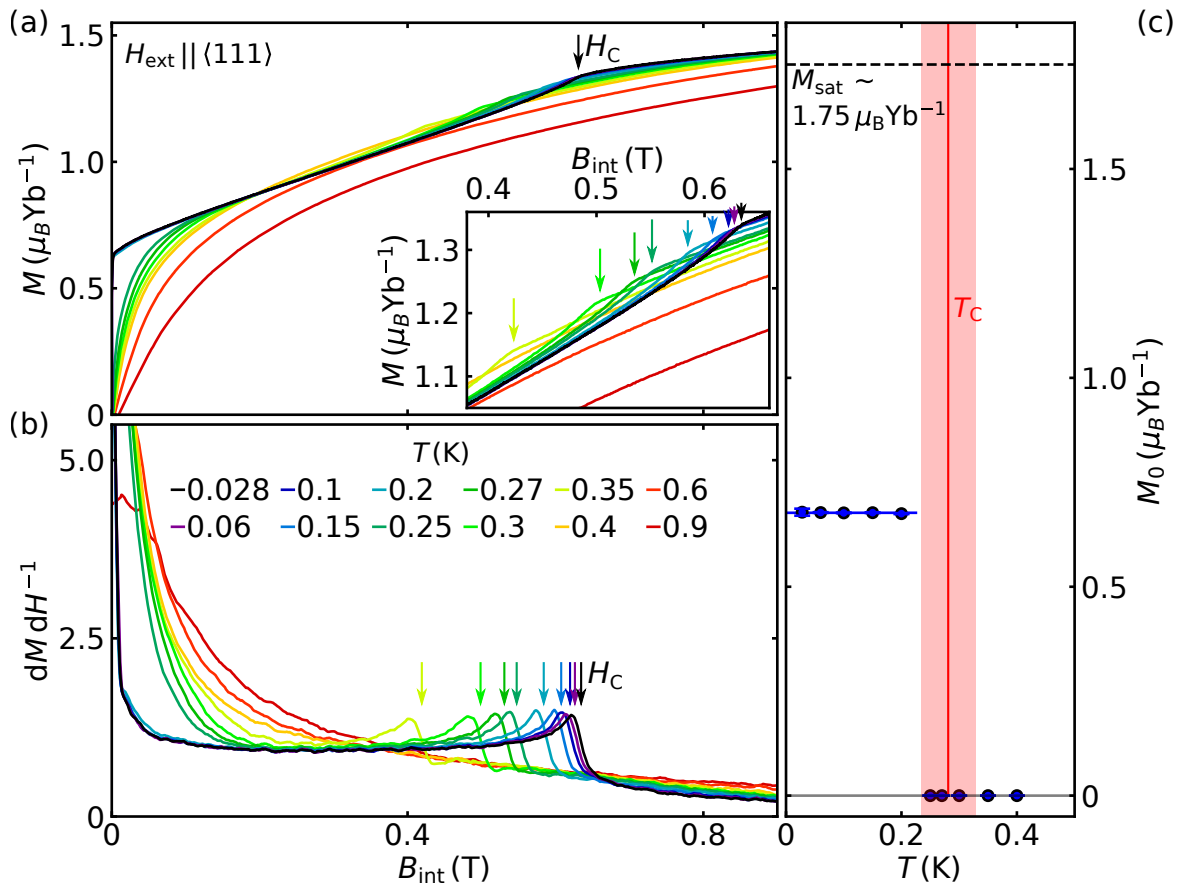 (a)
H_ext || ⟨111⟩
H_C
M (μ_B Yb⁻¹)
1.5
1.0
0.5
0
B_int (T)
0.4 0.5 0.6
M (μ_B Yb⁻¹)
1.3
1.2
1.1
(b)
T (K)
0.028 0.1 0.2 0.27 0.35 0.6
0.06 0.15 0.25 0.3 0.4 0.9
H_C
dM dH⁻¹
5.0
2.5
0
0 0.4 0.8
B_int (T)
(c)
M_sat ~
1.75 μ_B Yb⁻¹
T_C
M_0 (μ_B Yb⁻¹)
1.5
1.0
0.5
0
0 0.2 0.4
T (K)